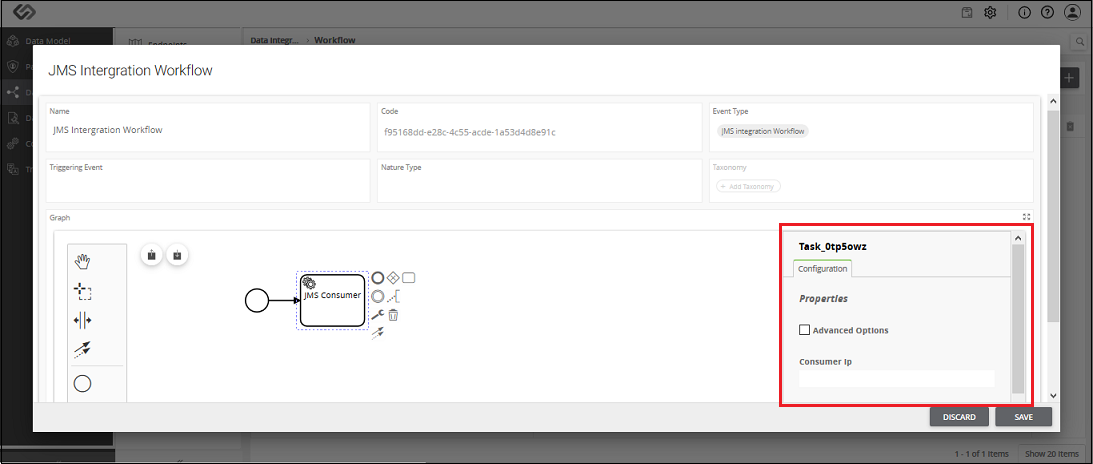 Data Model
Endpoints
Data Integr... > Workflow
JMS Intergration Workflow
Name
JMS Intergration Workflow
Code
f95168dd-e28c-4c55-acde-1a53d4d8e91c
Event Type
JMS integration Workflow
Triggering Event
Nature Type
Taxonomy
+ Add Taxonomy
Graph
JMS Consumer
Task_0tp5owz
Configuration
Properties
Advanced Options
Consumer Ip
DISCARD
SAVE
1 - 1 of 1 Items
Show 20 Items